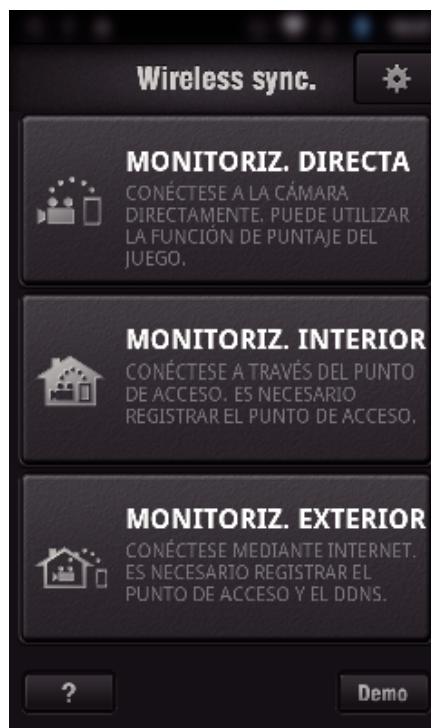 Wireless sync.
MONITORIZ. DIRECTA
CONÉCTESE A LA CÁMARA
DIRECTAMENTE. PUEDE UTILIZAR
LA FUNCIÓN DE PUNTAJE DEL
JUEGO.
MONITORIZ. INTERIOR
CONÉCTESE A TRAVÉS DEL PUNTO
DE ACCESO. ES NECESARIO
REGISTRAR EL PUNTO DE ACCESO.
MONITORIZ. EXTERIOR
CONÉCTESE MEDIANTE INTERNET.
ES NECESARIO REGISTRAR EL
PUNTO DE ACCESO Y EL DDNS.
?
Demo